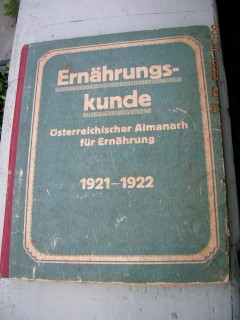 Ernährungs-
kunde
Österreichischer Almanach
für Ernährung
1921-1922